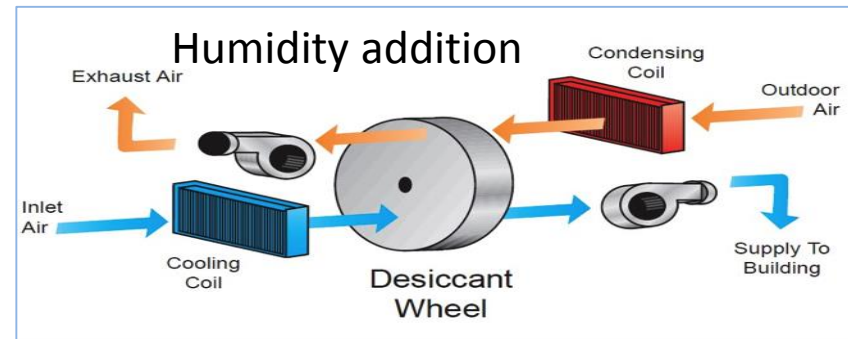 Humidity addition
Exhaust Air
Condensing
Coil
Outdoor
Air
Inlet
Air
Cooling
Coil
Desiccant
Wheel
Supply To
Building